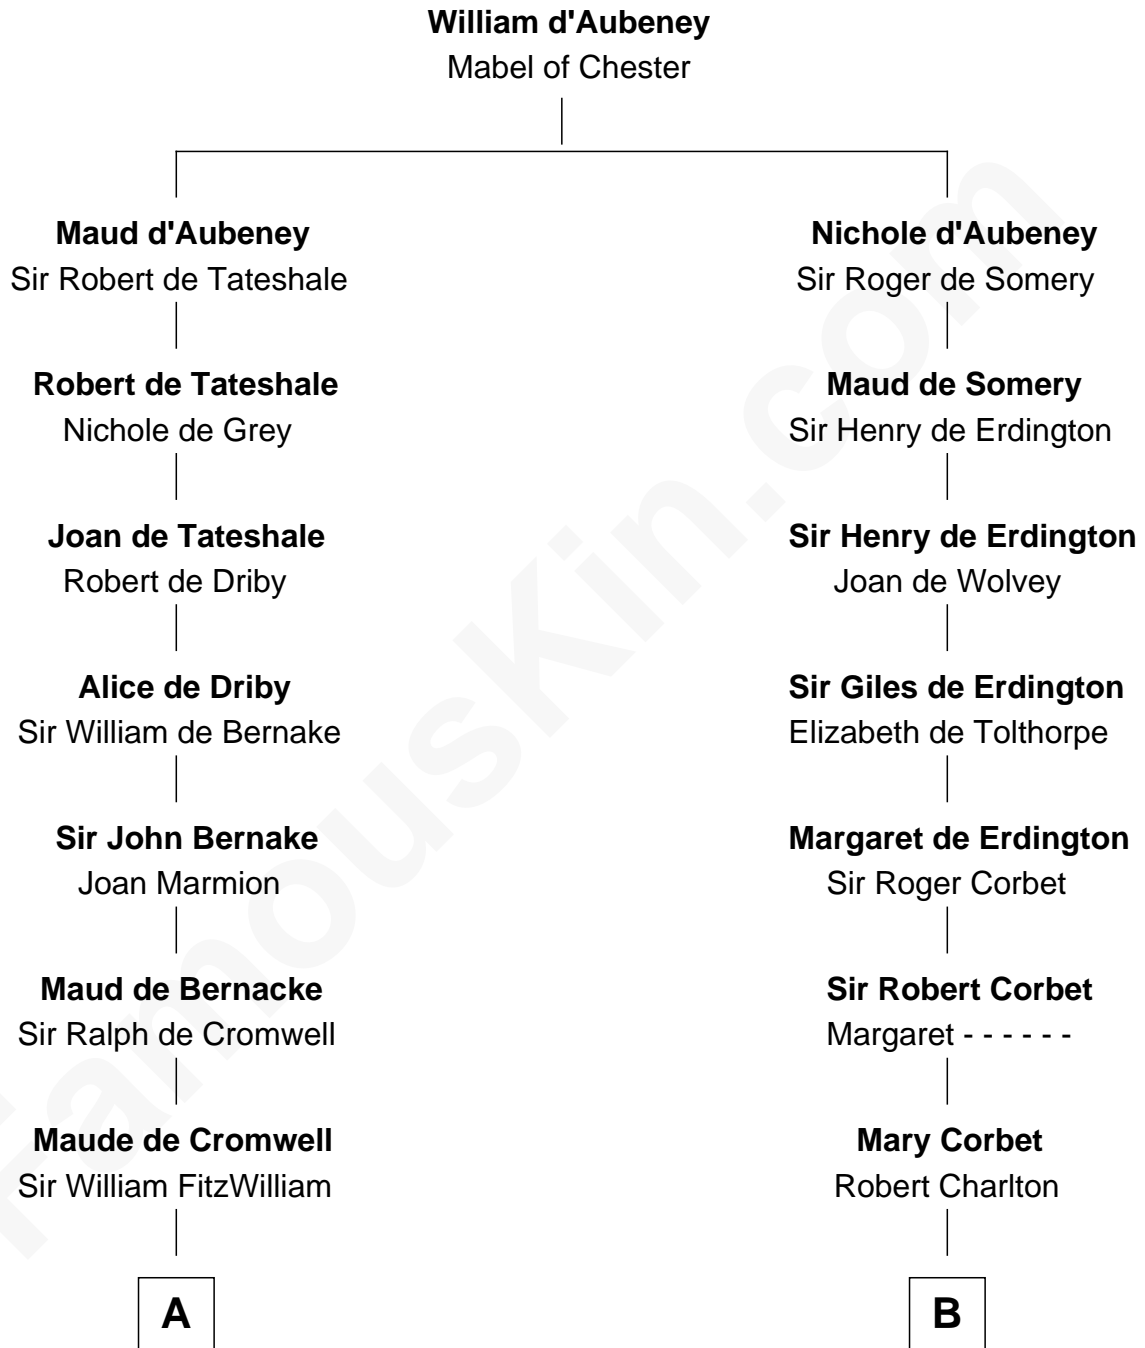 William d'Aubeney
Mabel of Chester
Maud d'Aubeney
Sir Robert de Tateshale
Robert de Tateshale
Nichole de Grey
Joan de Tateshale
Robert de Driby
Alice de Driby
Sir William de Bernake
Sir John Bernake
Joan Marmion
Maud de Bernacke
Sir Ralph de Cromwell
Maude de Cromwell
Sir William FitzWilliam
A
Nichole d'Aubeney
Sir Roger de Somery
Maud de Somery
Sir Henry de Erdington
Sir Henry de Erdington
Joan de Wolvey
Sir Giles de Erdington
Elizabeth de Tolthorpe
Margaret de Erdington
Sir Roger Corbet
Sir Robert Corbet
Margaret - - - - - -
Mary Corbet
Robert Charlton
B
FamousKin.com